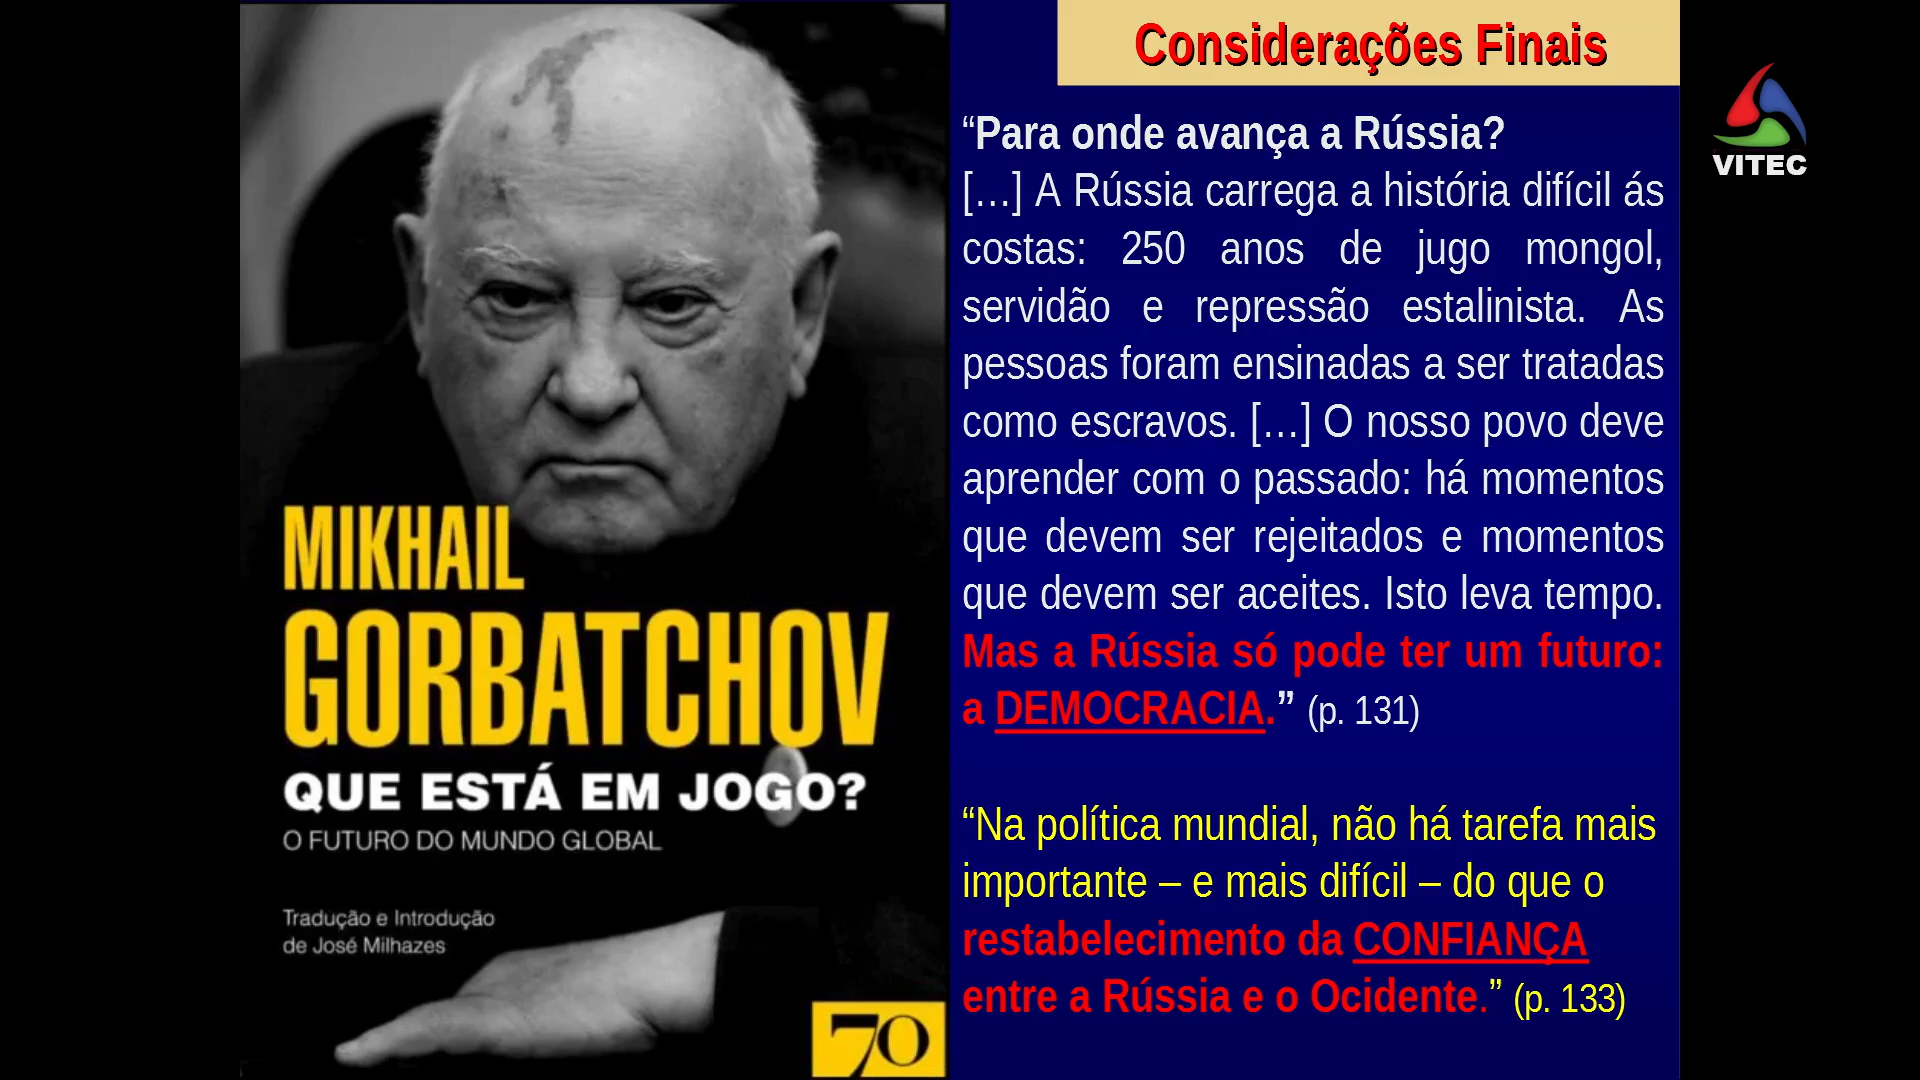 Considerações Finais
“Para onde avança a Rússia?
[…] A Rússia carrega a história difícil ás
costas: 250 anos de jugo mongol,
servidão e repressão estalinista. As
pessoas foram ensinadas a ser tratadas
como escravos. […] O nosso povo deve
aprender com o passado: há momentos
que devem ser rejeitados e momentos
que devem ser aceites. Isto leva tempo.
Mas a Rússia só pode ter um futuro:
a DEMOCRACIA.” (p. 131)
“Na política mundial, não há tarefa mais
importante – e mais difícil – do que o
restabelecimento da CONFIANÇA
entre a Rússia e o Ocidente.” (p. 133)
MIKHAIL
GORBATCHOV
QUE ESTÁ EM JOGO?
O FUTURO DO MUNDO GLOBAL
Tradução e Introdução
de José Milhazes
70
VITEC